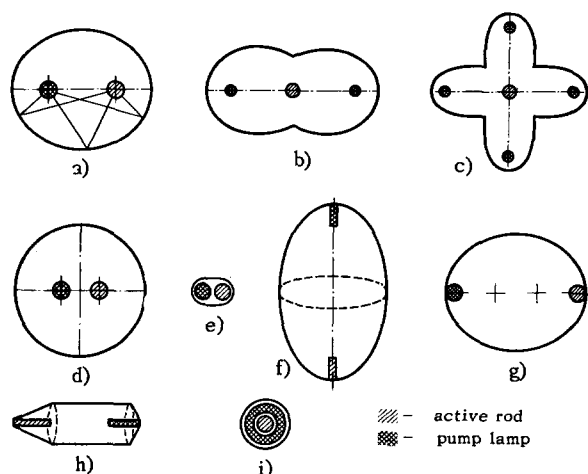 a)
b)
c)
d)
e)
f)
g)
h)
i)
– active rod
– pump lamp